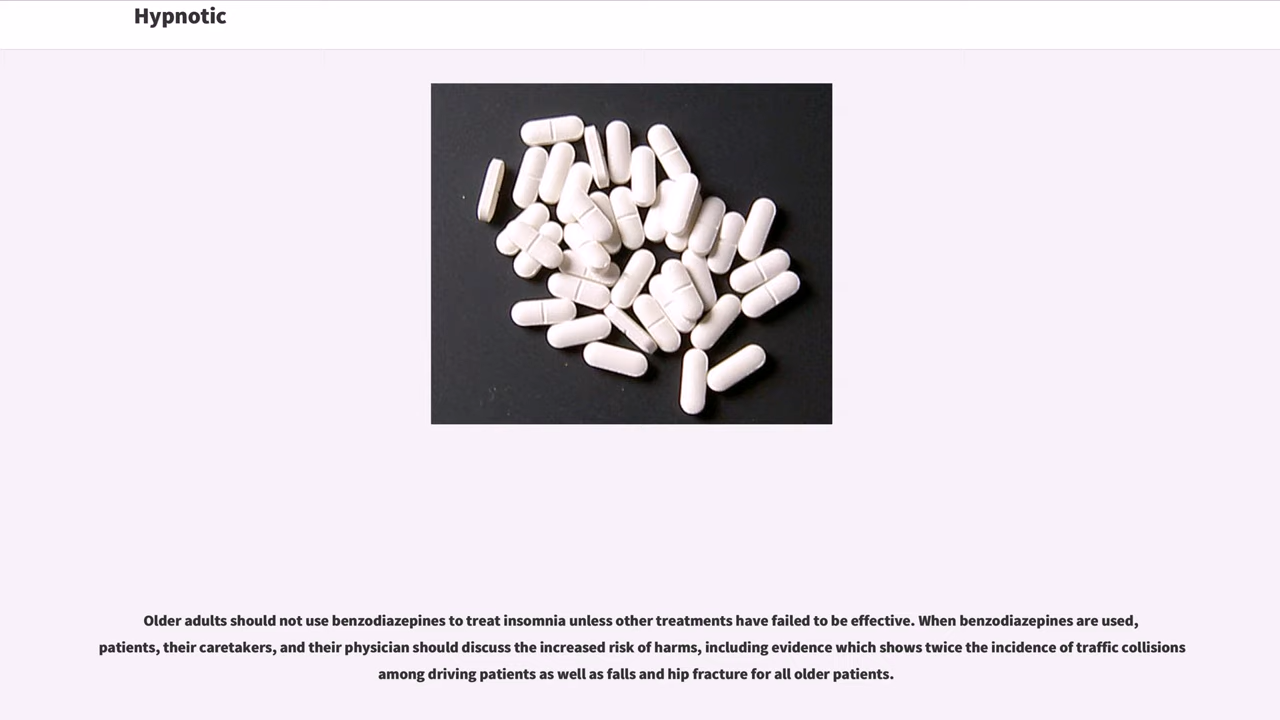 Hypnotic
Older adults should not use benzodiazepines to treat insomnia unless other treatments have failed to be effective. When benzodiazepines are used,
patients, their caretakers, and their physician should discuss the increased risk of harms, including evidence which shows twice the incidence of traffic collisions
among driving patients as well as falls and hip fracture for all older patients.